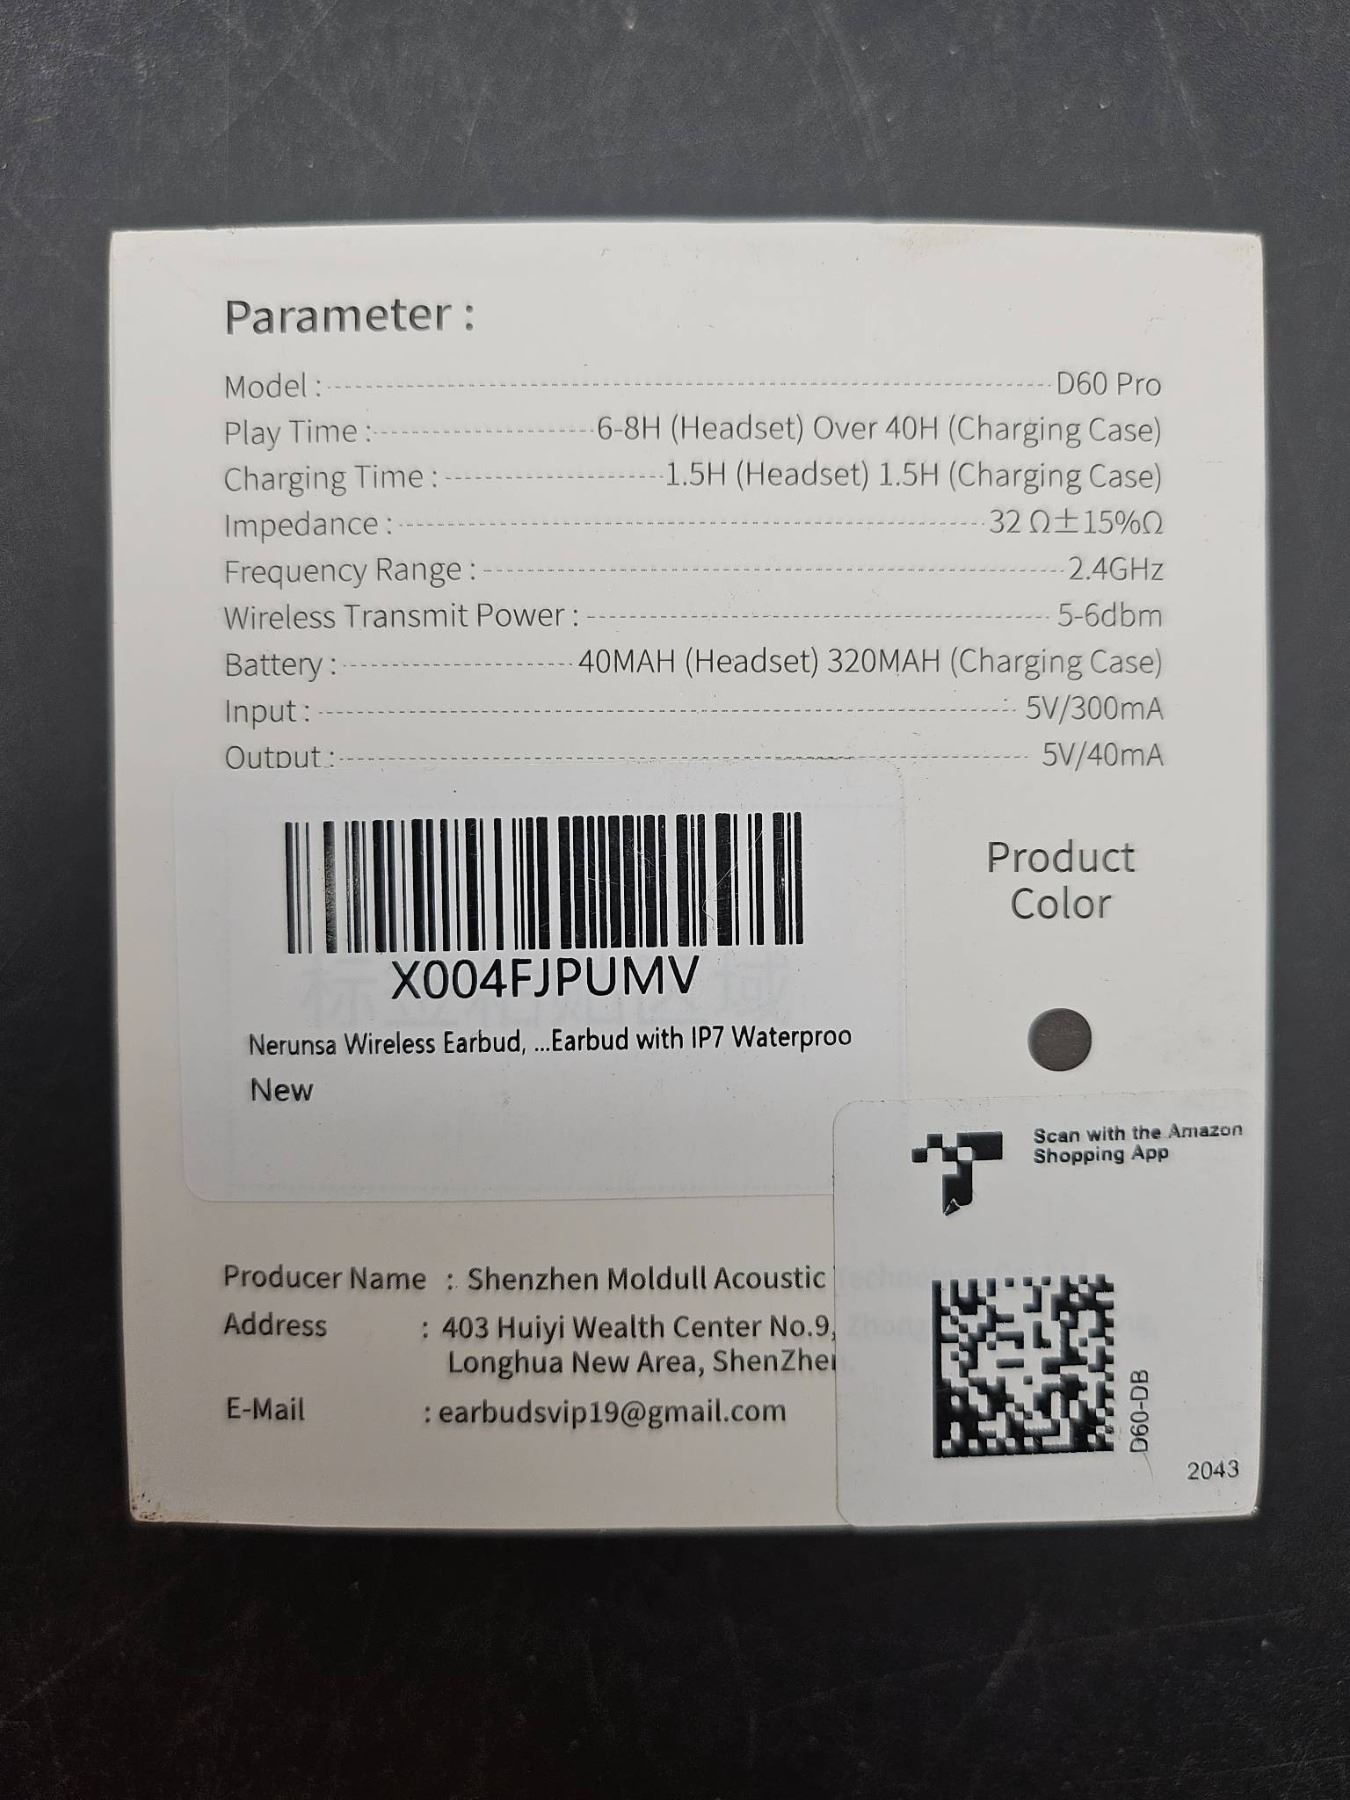 Parameter :
Model : D60 Pro
Play Time : 6-8H (Headset) Over 40H (Charging Case)
Charging Time : 1.5H (Headset) 1.5H (Charging Case)
Impedance : 32 Ω±15%Ω
Frequency Range : 2.4GHz
Wireless Transmit Power : 5-6dbm
Battery : 40MAH (Headset) 320MAH (Charging Case)
Input : 5V/300mA
Output : 5V/40mA
X004FJPUMV
Nerunsa Wireless Earbud, ...Earbud with IP7 Waterproo
New
Product
Color
Scan with the Amazon
Shopping App
D60-DB
2043
Producer Name : Shenzhen Moldull Acoustic
Address : 403 Huiyi Wealth Center No.9,
Longhua New Area, ShenZhen
E-Mail : earbudsvip19@gmail.com